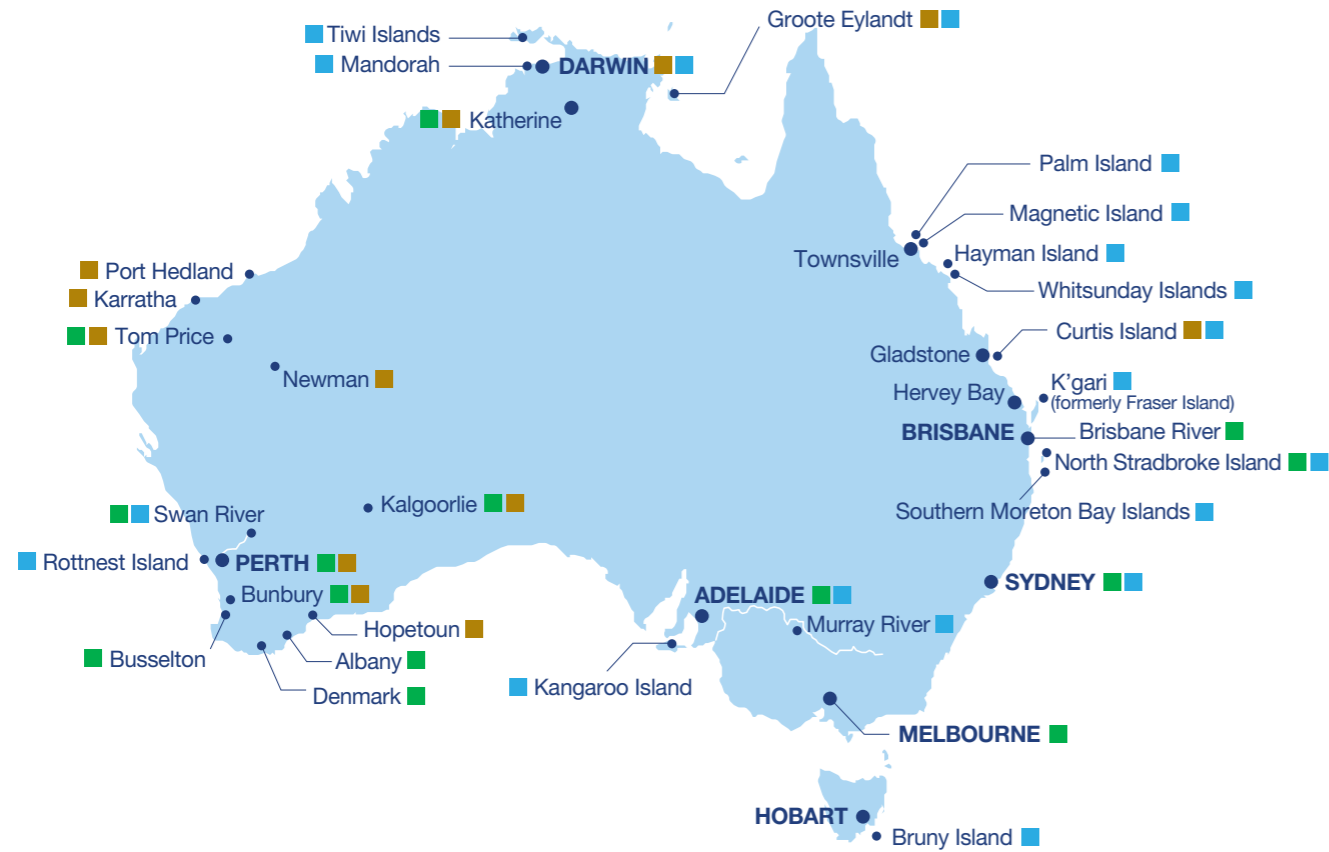 Groote Eylandt
Tiwi Islands
Mandorah
DARWIN
Katherine
Palm Island
Magnetic Island
Townsville
Hayman Island
Whitsunday Islands
Port Hedland
Karratha
Tom Price
Newman
Curtis Island
Gladstone
Hervey Bay
K’gari
(formerly Fraser Island)
BRISBANE
Brisbane River
North Stradbroke Island
Southern Moreton Bay Islands
Kalgoorlie
Swan River
Rottnest Island
PERTH
Bunbury
Hopetoun
Busselton
Albany
Denmark
SYDNEY
ADELAIDE
Murray River
Kangaroo Island
MELBOURNE
HOBART
Bruny Island